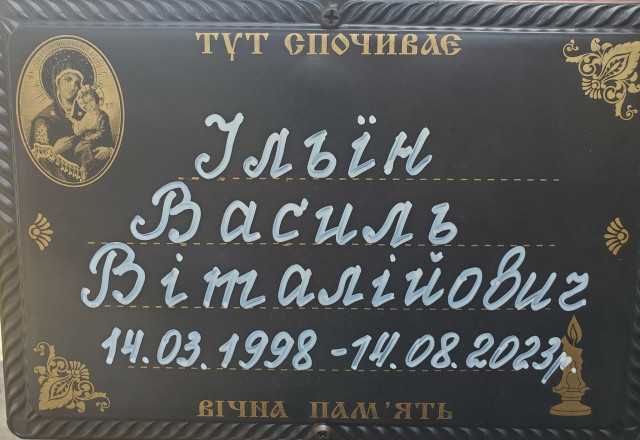 ТУТ СПОЧИВАЄ
Ільїн
Василь
Віталійович
14.03.1998 - 14.08.2023р.
ВІЧНА ПАМ'ЯТЬ